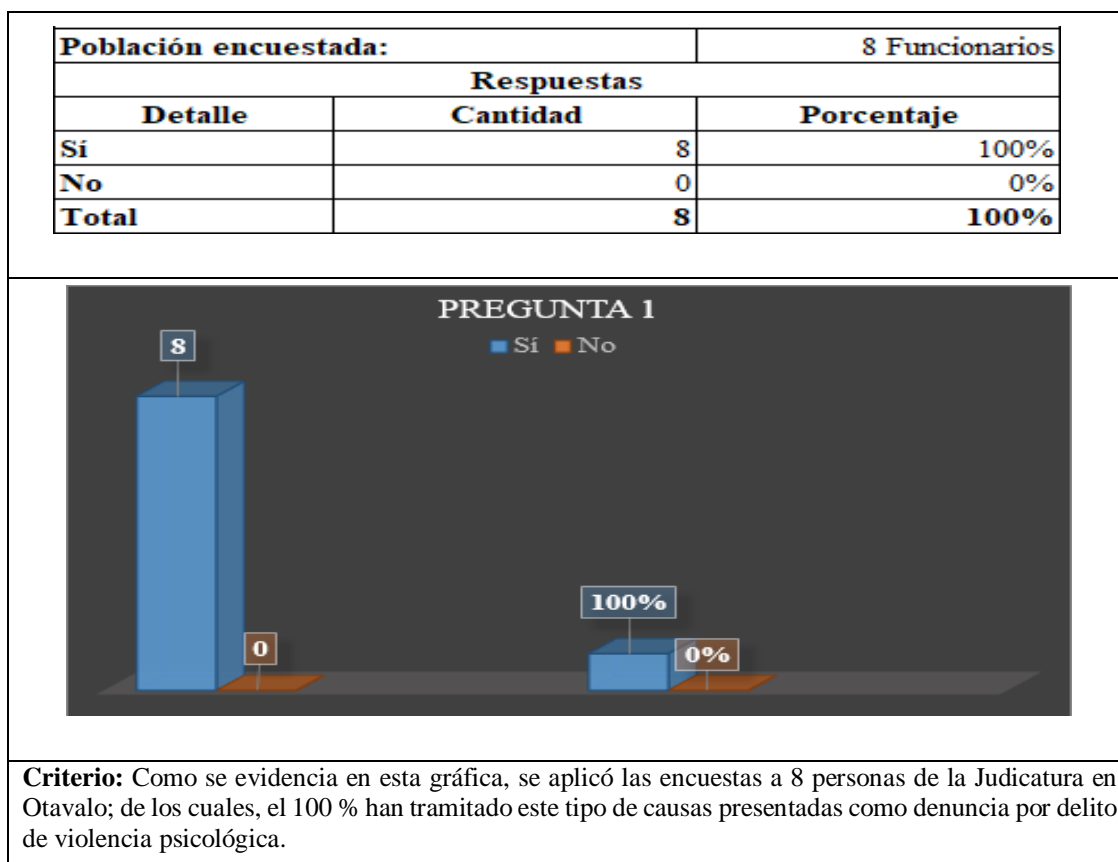 Población encuestada: 8 Funcionarios
Respuestas
Detalle Cantidad Porcentaje
Sí 8 100%
No 0 0%
Total 8 100%
PREGUNTA 1
Sí No
8
0
100%
0%
Criterio: Como se evidencia en esta gráfica, se aplicó las encuestas a 8 personas de la Judicatura en
Otavalo; de los cuales, el 100 % han tramitado este tipo de causas presentadas como denuncia por delito
de violencia psicológica.